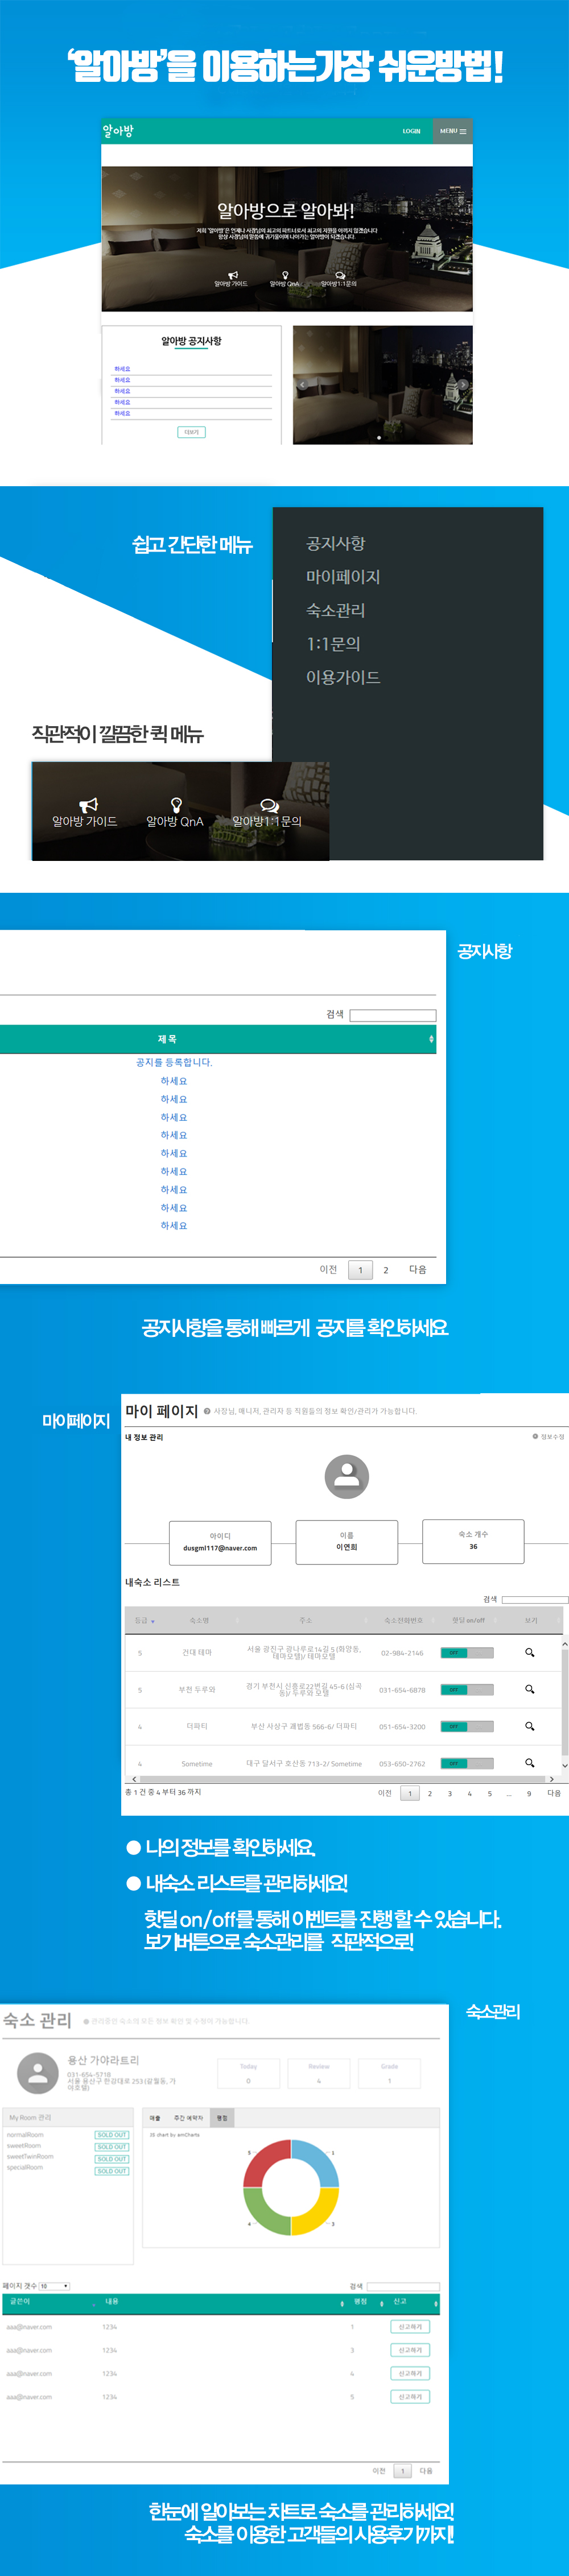 '알아방'을 이용하는가장 쉬운방법!
알아방
LOGIN
MENU
알아방으로 알아봐!
저희 '알아방'은 언제나 사장님의 최고의 파트너로서 최고의 지원을 아끼지 않겠습니다
항상 사장님의 말씀에 귀기울이며 나아가는 알아방이 되겠습니다.
알아방 가이드
알아방 QnA
알아방1:1문의
알아방 공지사항
하세요
하세요
하세요
하세요
하세요
더보기
쉽고 간단한 메뉴
공지사항
마이페이지
숙소관리
1:1문의
이용가이드
직관적이 깔끔한 퀵 메뉴
알아방 가이드
알아방 QnA
알아방1:1문의
공지사항
검색
제 목
공지를 등록합니다.
하세요
하세요
하세요
하세요
하세요
하세요
하세요
하세요
하세요
이전 1 2 다음
공지사항을 통해 빠르게 공지를 확인하세요
마이페이지
마이 페이지
사장님, 매니저, 관리자 등 직원들의 정보 확인/관리가 가능합니다.
내 정보 관리
정보수정
아이디
dusgml117@naver.com
이름
이연희
숙소 개수
36
내숙소 리스트
검색
등급 숙소명 주소 숙소전화번호 핫딜 on/off 보기
5 건대 테마 서울 광진구 광나루로14길 5 (화양동, 테마모텔)/ 테마모텔 02-984-2146 OFF
5 부천 두루와 경기 부천시 신흥로22번길 45-6 (심곡동)/ 두루와 모텔 031-654-6878 OFF
4 더파티 부산 사상구 괘법동 566-6/ 더파티 051-654-3200 OFF
4 Sometime 대구 달서구 호산동 713-2/ Sometime 053-650-2762 OFF
총 1 건 중 4 부터 36 까지
이전 1 2 3 4 5 ... 9 다음
● 나의 정보를 확인하세요.
● 내숙소 리스트를 관리하세요!
핫딜 on/off를 통해 이벤트를 진행 할 수 있습니다.
보기버튼으로 숙소관리를 직관적으로!
숙소관리
숙소 관리
관리중인 숙소의 모든 정보 확인 및 수정이 가능합니다.
용산 가야라트리
031-654-5718
서울 용산구 한강대로 253 (갈월동, 가
야호텔)
Today
0
Review
4
Grade
1
My Room 관리
normalRoom SOLD OUT
sweetRoom SOLD OUT
sweetTwinRoom SOLD OUT
specialRoom SOLD OUT
매출 주간 예약자 평점
JS chart by amCharts
5
1
4
3
페이지 갯수 10
검색
글쓴이 내용 평점 신고
aaa@naver.com 1234 1 신고하기
aaa@naver.com 1234 3 신고하기
aaa@naver.com 1234 4 신고하기
aaa@naver.com 1234 5 신고하기
이전 1 다음
한눈에 알아보는 차트로 숙소를 관리하세요!
숙소를 이용한 고객들의 사용후기까지!